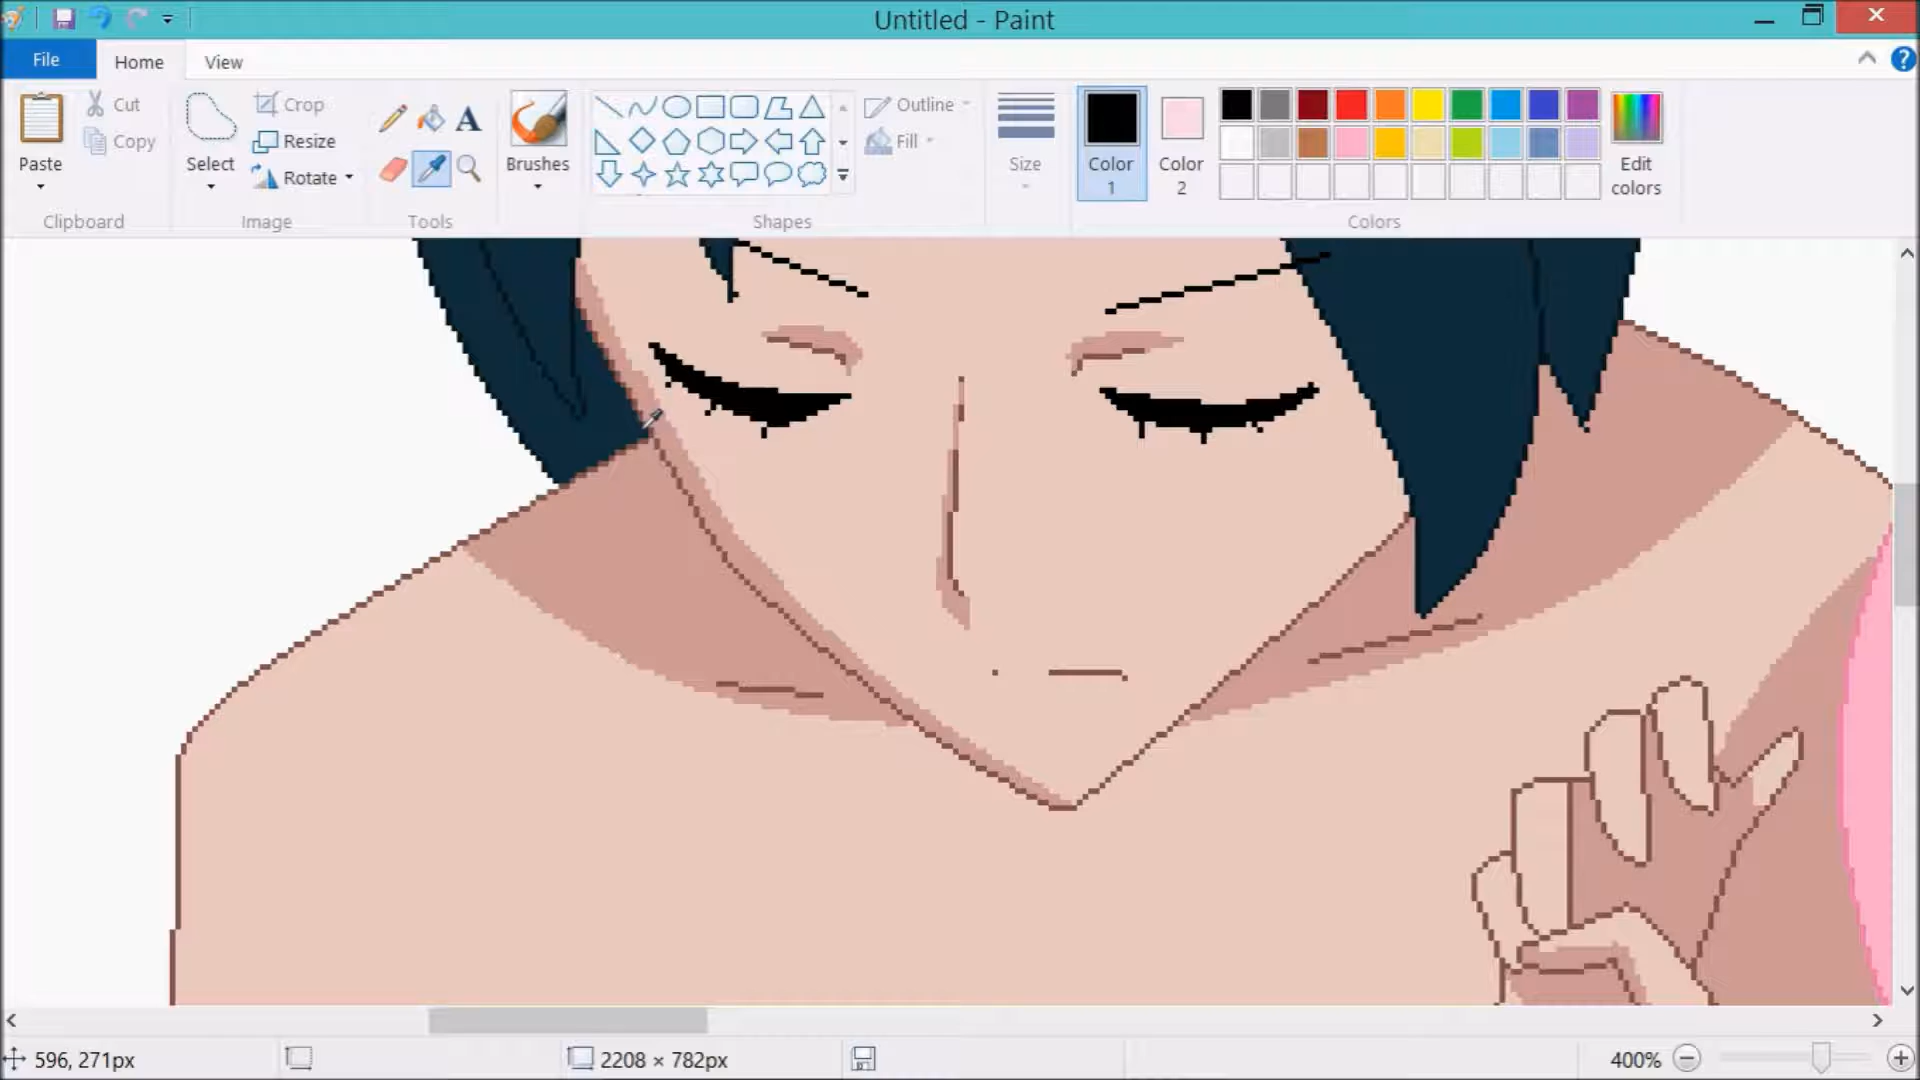 Untitled - Paint
File
Home
View
Paste
Cut
Copy
Clipboard
Select
Crop
Resize
Rotate
Image
A
Tools
Brushes
Shapes
Outline
Fill
Size
Color
1
Color
2
Edit
colors
Colors
?
596, 271px
2208 × 782px
400%